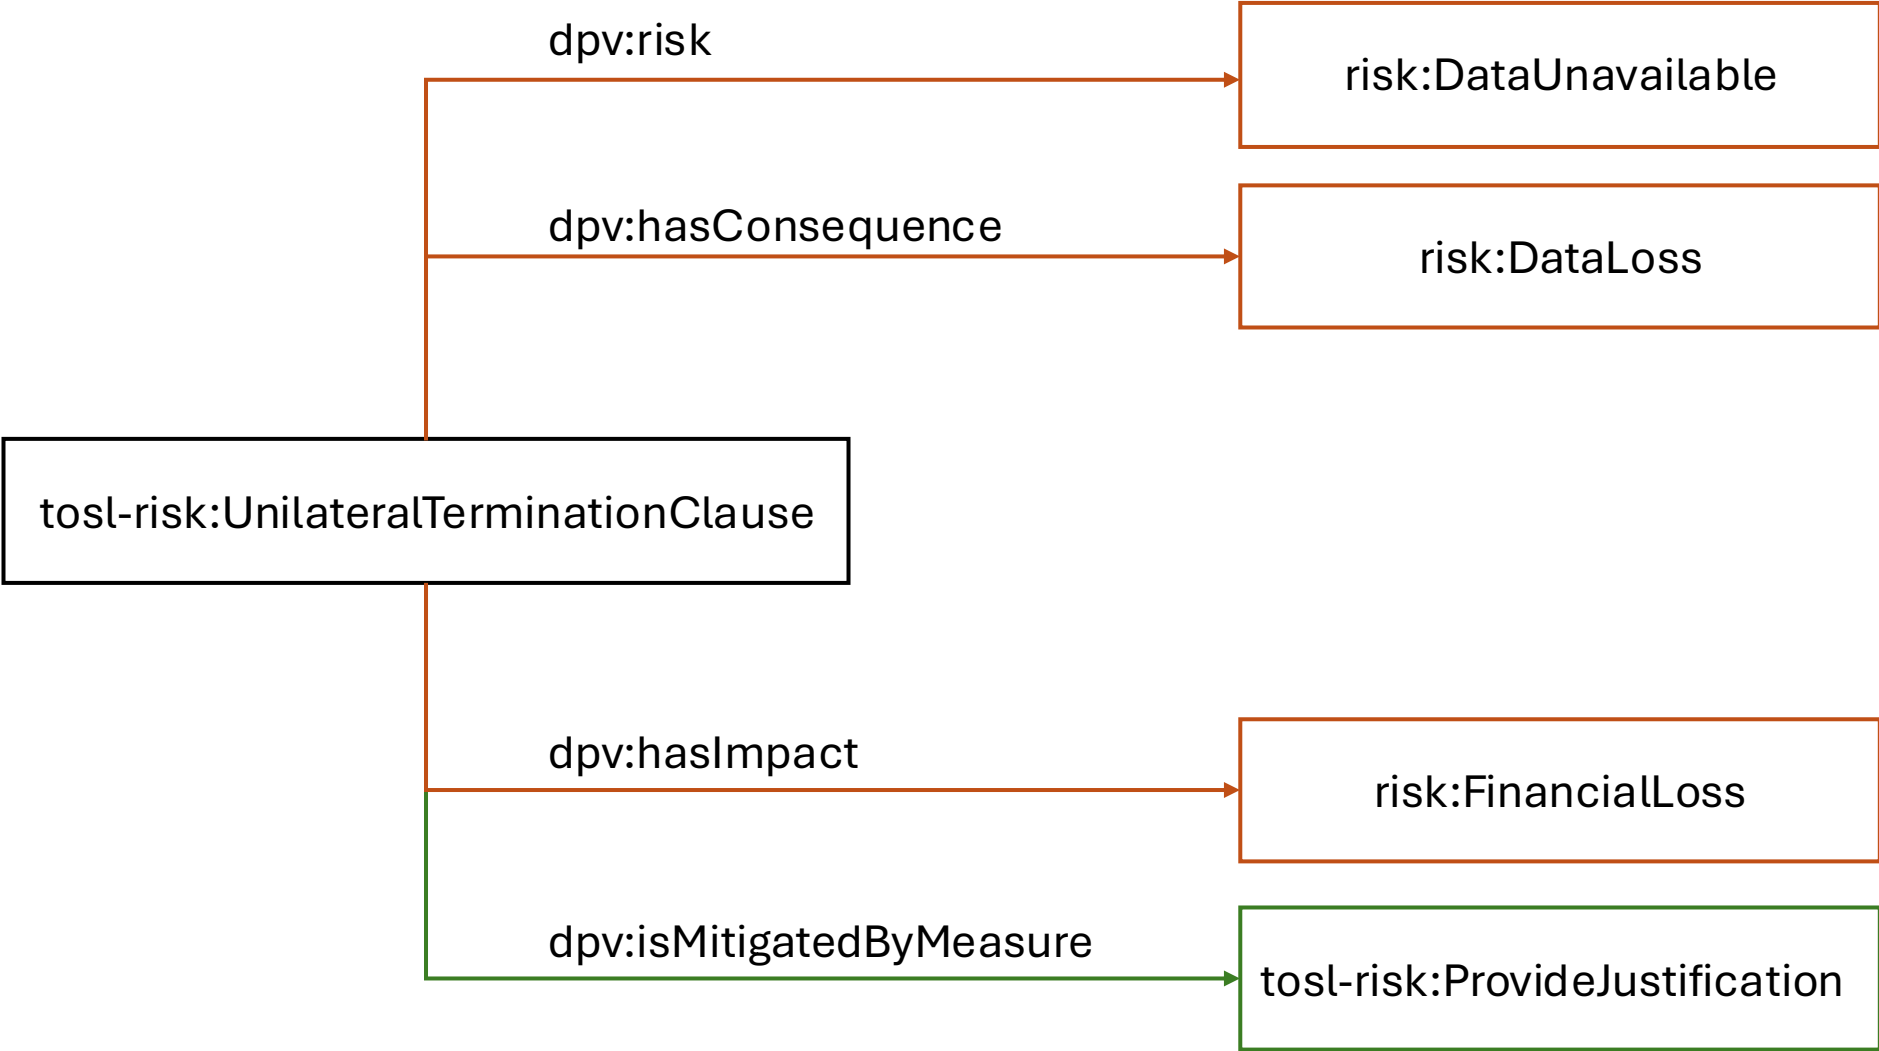 dpv:risk
risk:DataUnavailable
dpv:hasConsequence
risk:DataLoss
tosl-risk:UnilateralTerminationClause
dpv:hasImpact
risk:FinancialLoss
dpv:isMitigatedByMeasure
tosl-risk:ProvideJustification